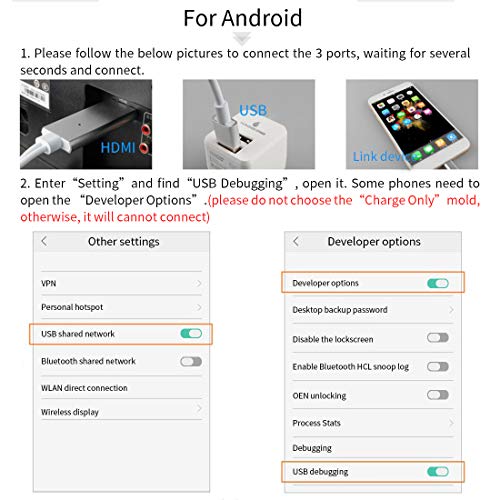 For Android
1. Please follow the below pictures to connect the 3 ports, waiting for several
seconds and connect.
HDMI
USB
Link device
2. Enter “Setting” and find “USB Debugging”, open it. Some phones need to
open the “Developer Options”.(please do not choose the “Charge Only” mold,
otherwise, it will cannot connect)
Other settings
VPN
Personal hotspot
USB shared network
Bluetooth shared network
WLAN direct connection
Wireless display
Developer options
Developer options
Desktop backup password
Disable the lockscreen
Enable Bluetooth HCL snoop log
OEN unlocking
Process Stats
Debugging
USB debugging